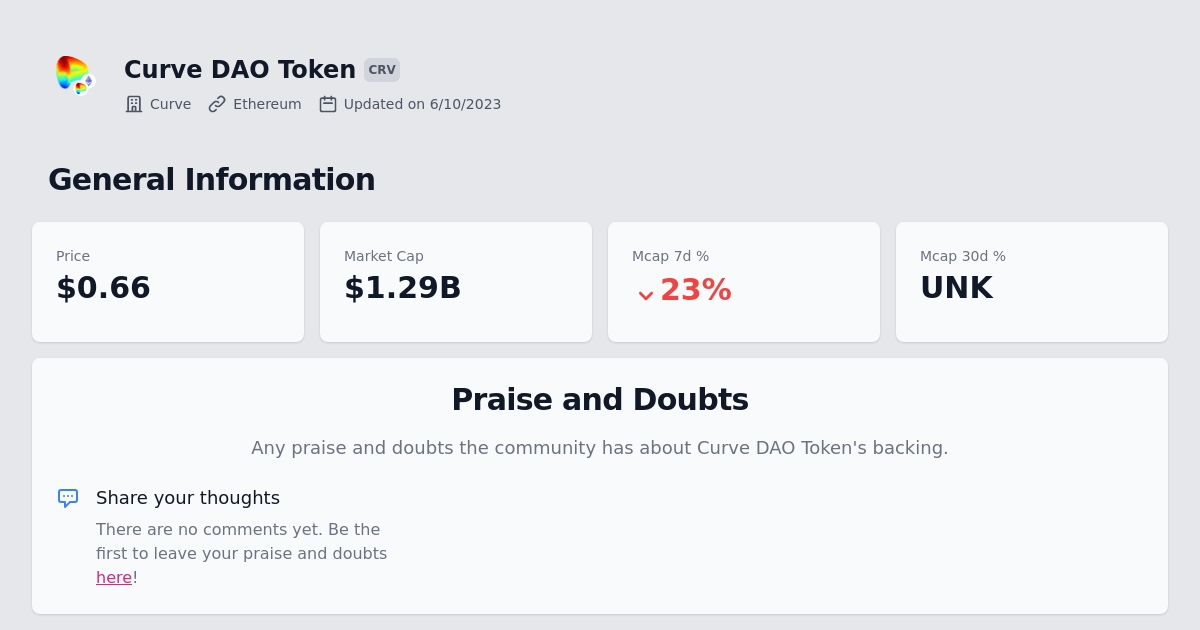 Curve DAO Token CRV
Curve Ethereum Updated on 6/10/2023
General Information
Price
$0.66
Market Cap
$1.29B
Mcap 7d %
23%
Mcap 30d %
UNK
Praise and Doubts
Any praise and doubts the community has about Curve DAO Token's backing.
Share your thoughts
There are no comments yet. Be the
first to leave your praise and doubts
here!